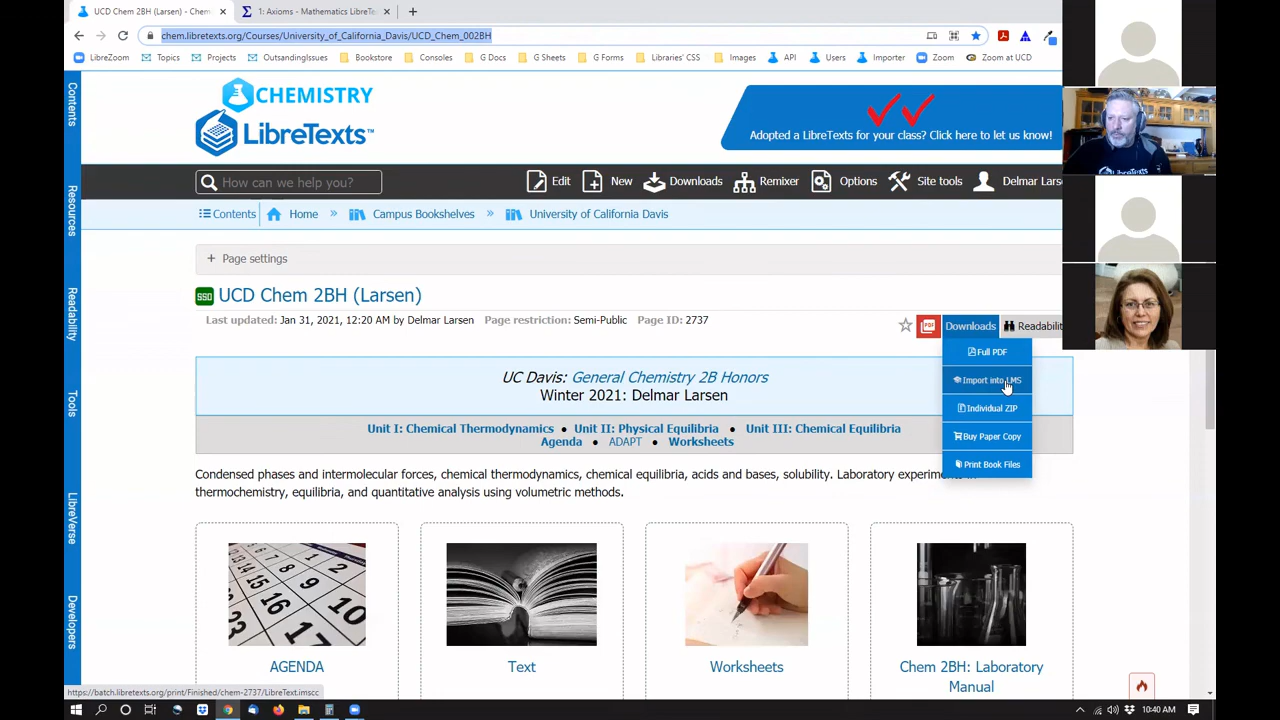 UCD Chem 2BH (Larsen) - Chem
1: Axioms - Mathematics LibreTe
chem.libretexts.org/Courses/University_of_California_Davis/UCD_Chem_002BH
LibreZoom Topics Projects OutsandingIssues Bookstore Consoles G Docs G Sheets G Forms Libraries' CSS Images API Users Importer Zoom Zoom at UCD
Contents
Resources
Readability
Tools
LibreVerse
Developers
CHEMISTRY
LibreTexts™
Adopted a LibreTexts for your class? Click here to let us know!
How can we help you?
Edit New Downloads Remixer Options Site tools Delmar Lars
Contents Home » Campus Bookshelves » University of California Davis
+ Page settings
SSO UCD Chem 2BH (Larsen)
Last updated: Jan 31, 2021, 12:20 AM by Delmar Larsen Page restriction: Semi-Public Page ID: 2737
PDF Downloads Readabilit
Full PDF
Import into LMS
Individual ZIP
Buy Paper Copy
Print Book Files
UC Davis: General Chemistry 2B Honors
Winter 2021: Delmar Larsen
Unit I: Chemical Thermodynamics • Unit II: Physical Equilibria • Unit III: Chemical Equilibria
Agenda • ADAPT • Worksheets
Condensed phases and intermolecular forces, chemical thermodynamics, chemical equilibria, acids and bases, solubility. Laboratory experiments in
thermochemistry, equilibria, and quantitative analysis using volumetric methods.
AGENDA
Text
Worksheets
Chem 2BH: Laboratory
Manual
https://batch.libretexts.org/print/Finished/chem-2737/LibreText.imscc
10:40 AM